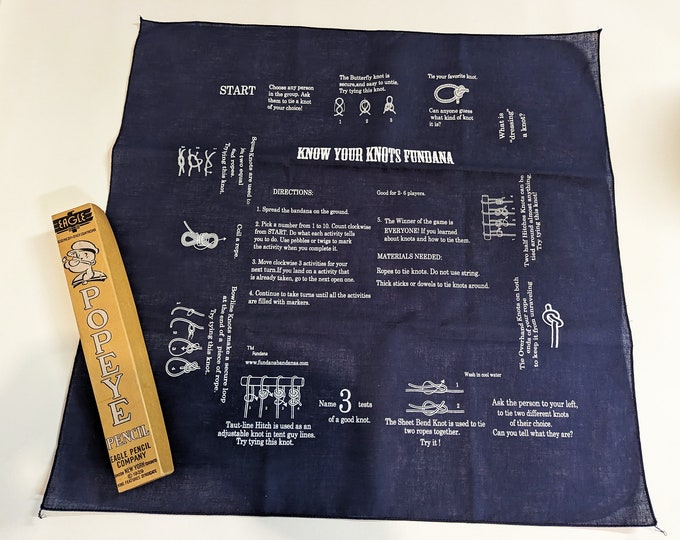 START
Choose any person
in the group. Ask
them to tie a knot
of your choice!
The Butterfly knot is
secure,and easy to untie.
Try tying this knot.
1 2 3
Tie your favorite knot.
Can anyone guess
what kind of knot
it is?
What is
"dressing"
a knot?
KNOW YOUR KNOTS FUNDANA
Two half Hitches Knots can be
tied around almost anything.
Try tying this knot!
Tie Overhand Knots on both
ends of your rope
to keep it from unraveling
Ask the person to your left,
to tie two different knots
of their choice.
Can you tell what they are?
1
2
The Sheet Bend Knot is used to tie
two ropes together.
Try it !
Name 3 tests
of a good knot.
Taut-line Hitch is used as an
adjustable knot in tent guy lines.
Try tying this knot.
Bowline Knots make a secure loop
at the end of a piece of rope.
Try tying this knot.
Coil a rope.
are used to
two equal
Try tying this knot.
DIRECTIONS:
1. Spread the bandana on the ground.
2. Pick a number from 1 to 10. Count clockwise
from START. Do what each activity tells
you to do. Use pebbles or twigs to mark
the activity when you complete it.
3. Move clockwise 3 activities for your
next turn.If you land on a activity that
is already taken, go to the next open one.
4. Continue to take turns until all the activities
are filled with markers.
Good for 2- 6 players.
5. The Winner of the game is
EVERYONE! If you learned
about knots and how to tie them.
MATERIALS NEEDED:
Ropes to tie knots. Do not use string.
Thick sticks or dowels to tie knots around.
TM
Fundana
www.fundanabandanas.com
Wash in cool water
EAGLE
POPEYE
PENCIL
EAGLE PENCIL
COMPANY
LONDON NEW YORK TORONTO
© 1929
KING FEATURES SYNDICATE